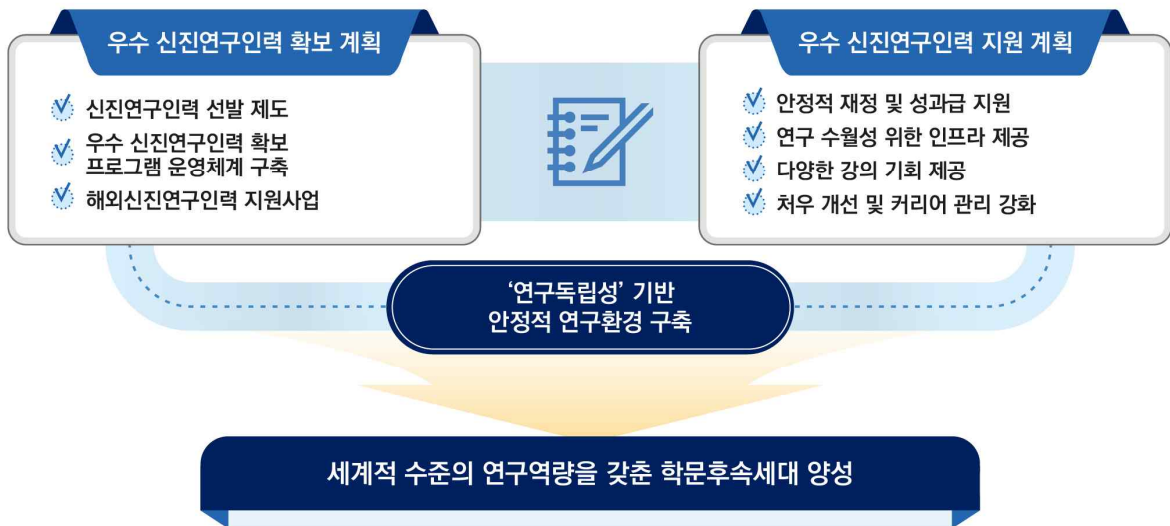 우수 신진연구인력 확보 계획
신진연구인력 선발 제도
우수 신진연구인력 확보
프로그램 운영체계 구축
해외신진연구인력 지원사업
우수 신진연구인력 지원 계획
안정적 재정 및 성과급 지원
연구 수월성 위한 인프라 제공
다양한 강의 기회 제공
처우 개선 및 커리어 관리 강화
‘연구독립성’ 기반
안정적 연구환경 구축
세계적 수준의 연구역량을 갖춘 학문후속세대 양성